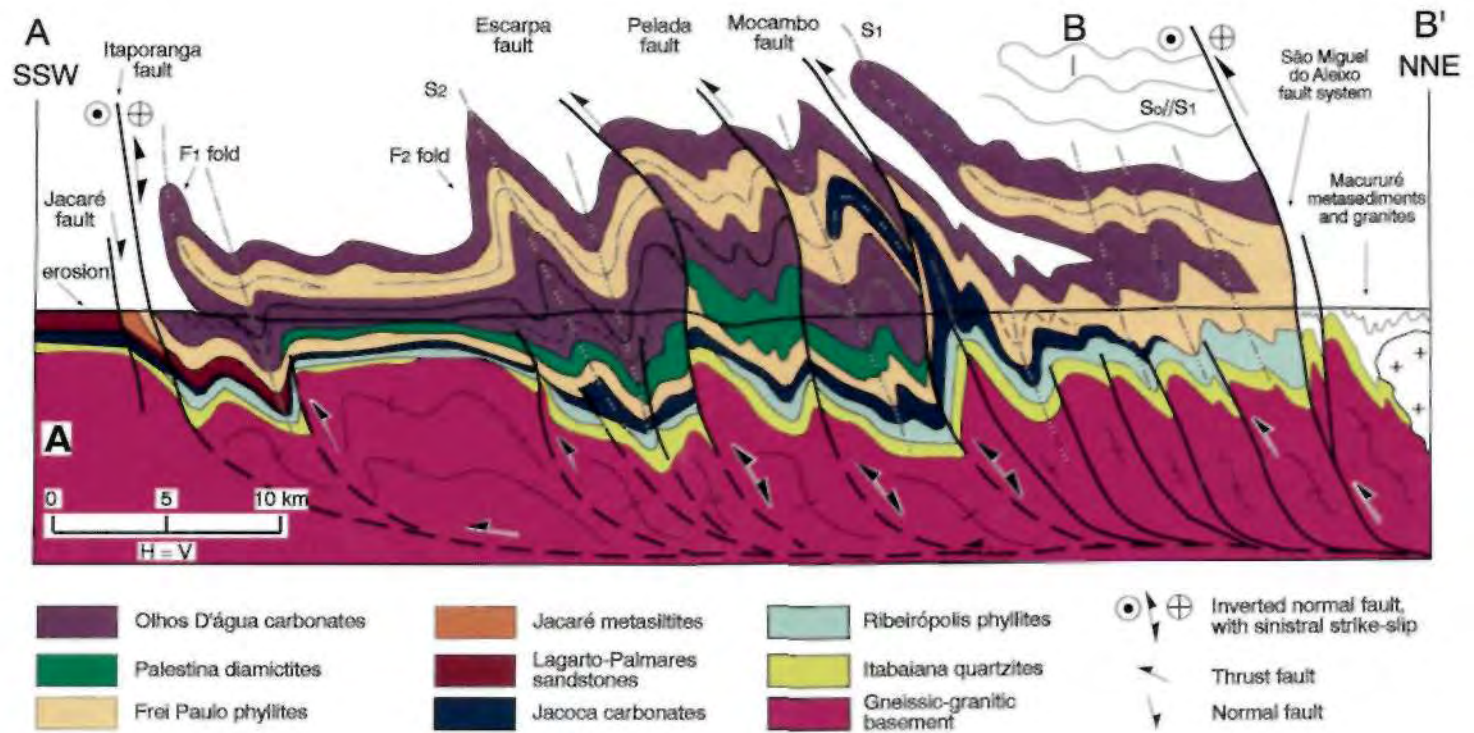 A
SSW
Itaporanga
fault
Jacaré
fault
erosion
F1 fold
S2
F2 fold
Escarpa
fault
Pelada
fault
Mocambo
fault
S1
B
S0//S1
São Miguel
do Aleixo
fault system
B'
NNE
Macururé
metasediments
and granites
A
0 5 10 km
H = V
Olhos D'água carbonates
Palestina diamictites
Frei Paulo phyllites
Jacaré metasiltites
Lagarto-Palmares
sandstones
Jacoca carbonates
Ribeirópolis phyllites
Itabaiana quartzites
Gneissic-granitic
basement
Inverted normal fault,
with sinistral strike-slip
Thrust fault
Normal fault